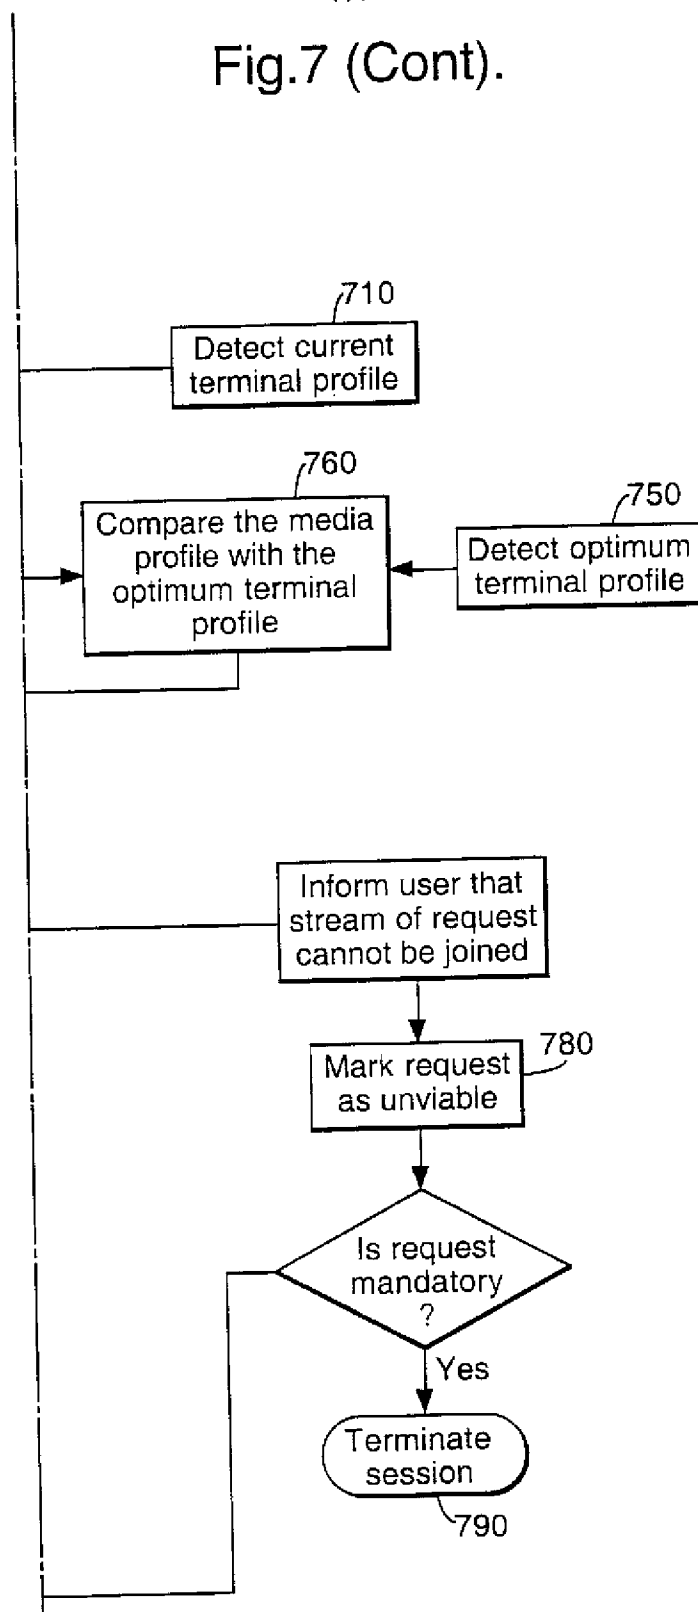 Fig.7 (Cont).
710
Detect current
terminal profile
760
Compare the media
profile with the
optimum terminal
profile
750
Detect optimum
terminal profile
Inform user that
stream of request
cannot be joined
780
Mark request
as unviable
Is request
mandatory
?
Yes
Terminate
session
790